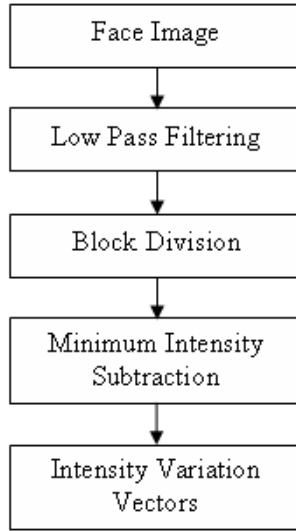 Face Image
Low Pass Filtering
Block Division
Minimum Intensity
Subtraction
Intensity Variation
Vectors